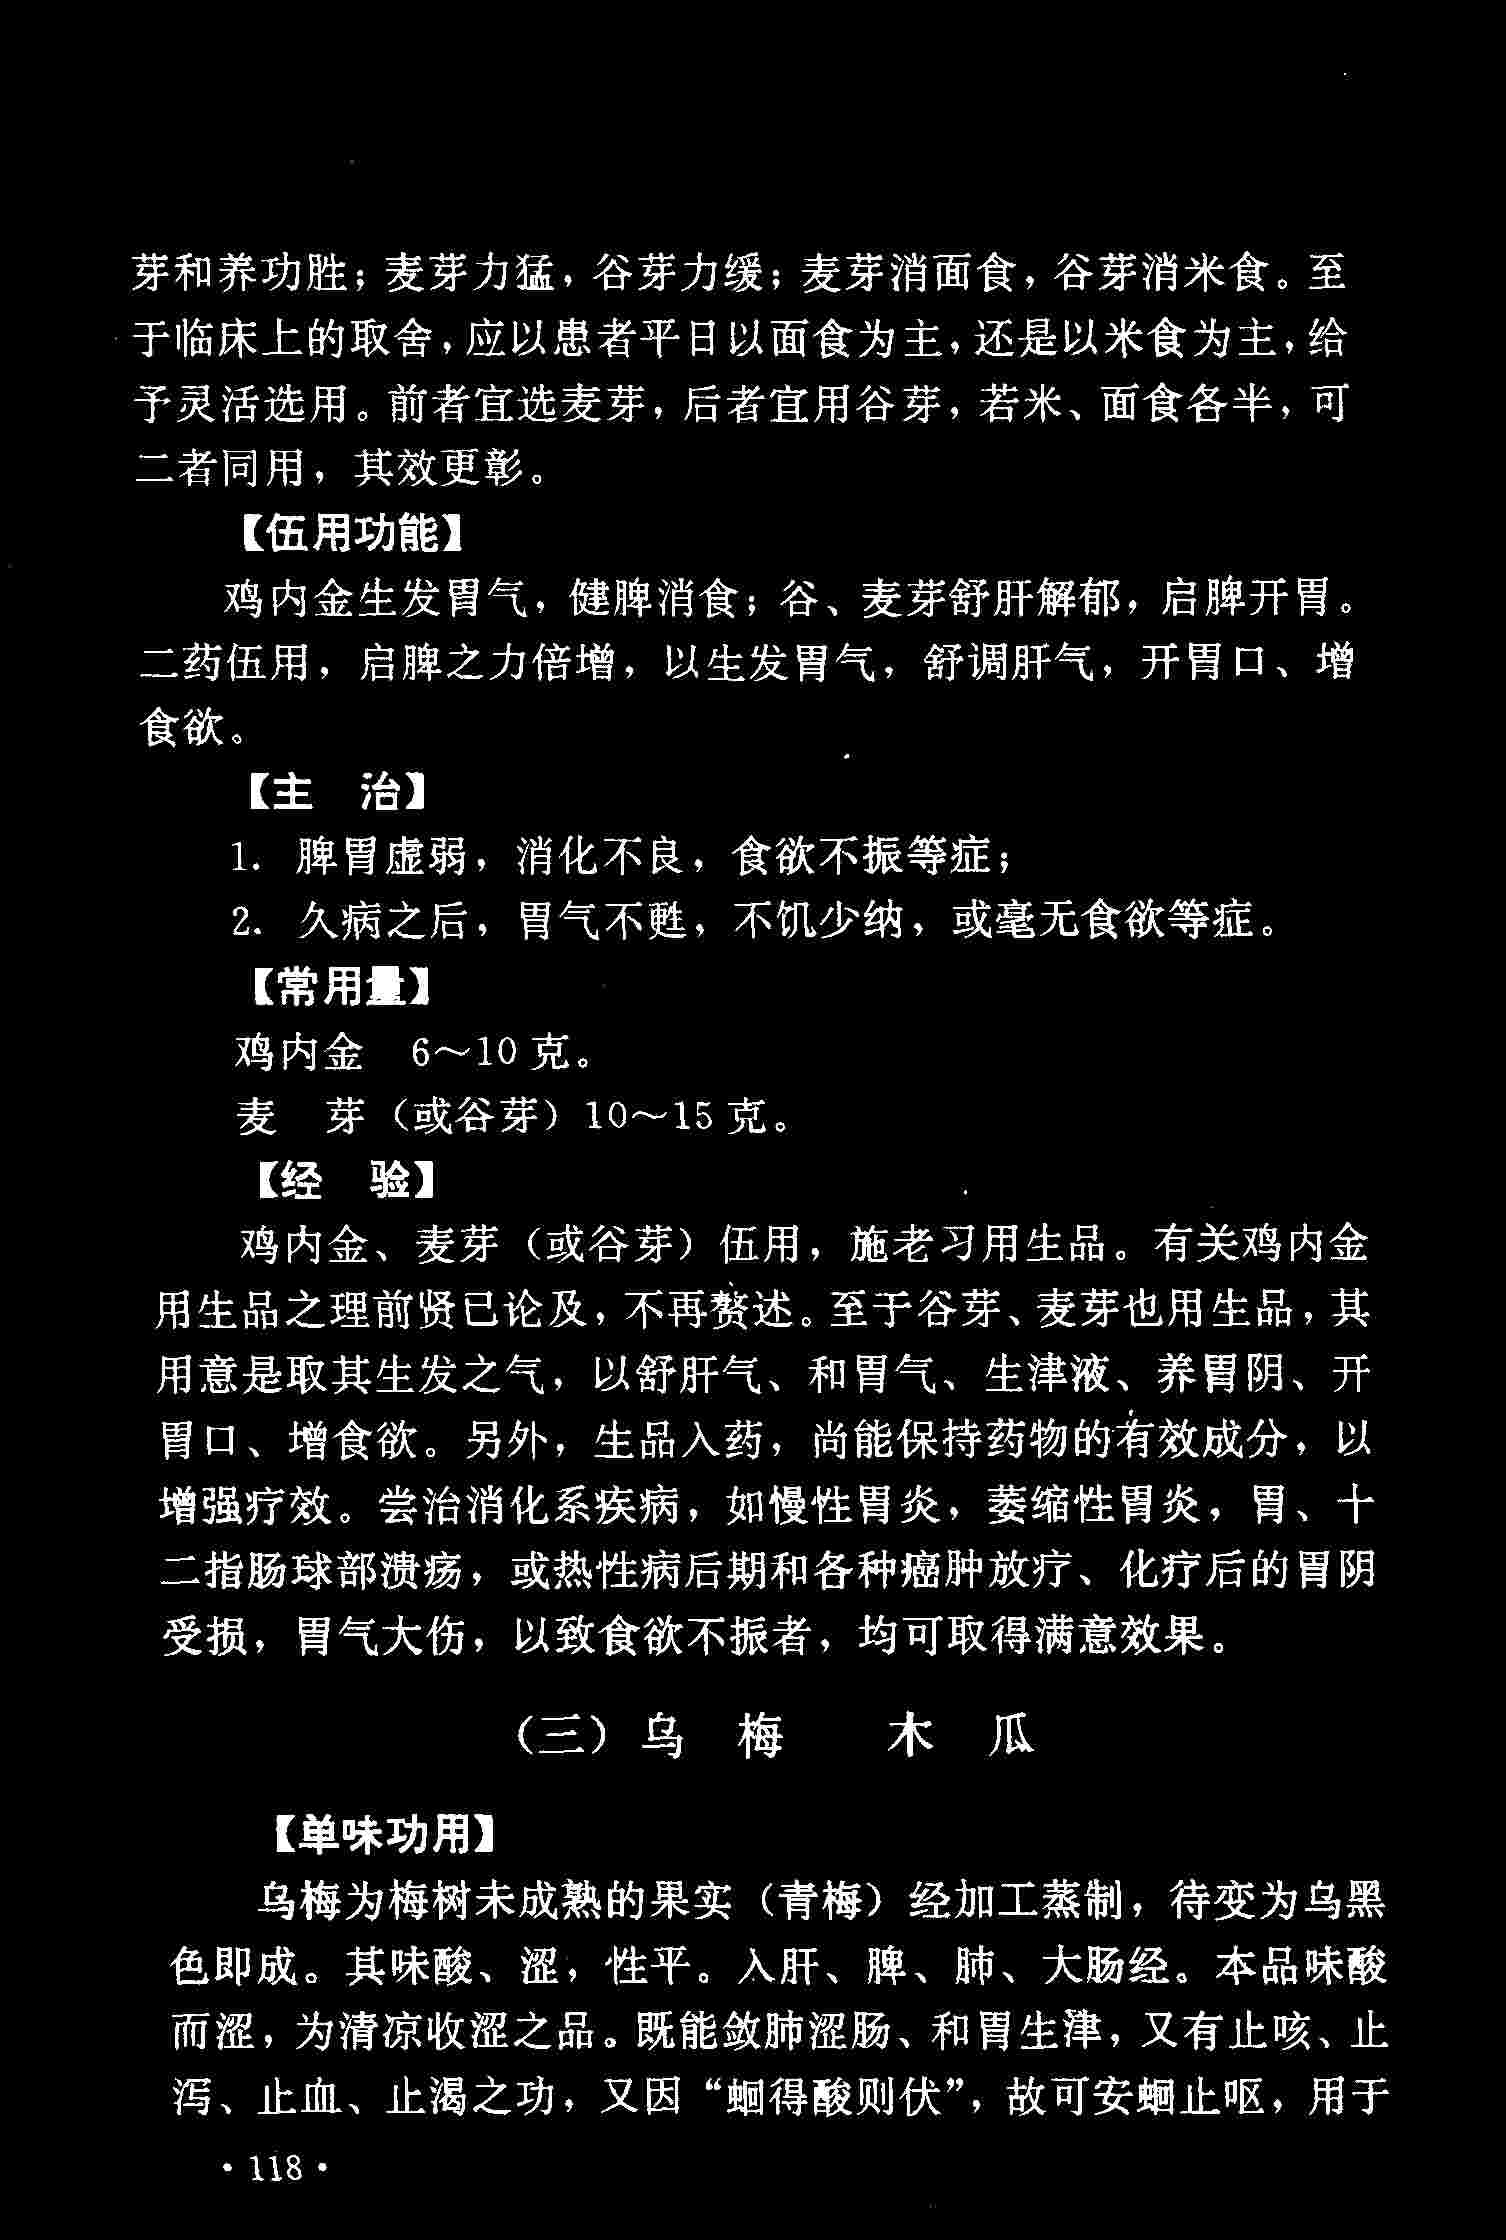 芽和养功胜；麦芽力猛，谷芽力缓；麦芽消面食，谷芽消米食。至
于临床上的取舍，应以患者平日以面食为主，还是以米食为主，给
予灵活选用。前者宜选麦芽，后者宜用谷芽，若米、面食各半，可
二者同用，其效更彰。
【伍用功能】
鸡内金生发胃气，健脾消食；谷、麦芽舒肝解郁，启脾开胃。
二药伍用，启脾之力倍增，以生发胃气，舒调肝气，开胃口、增
食欲。
【主　治】
1. 脾胃虚弱，消化不良，食欲不振等症；
2. 久病之后，胃气不甦，不饥少纳，或毫无食欲等症。
【常用量】
鸡内金　6～10 克。
麦　芽（或谷芽）10～15 克。
【经　验】
鸡内金、麦芽（或谷芽）伍用，施老习用生品。有关鸡内金
用生品之理前贤已论及，不再赘述。至于谷芽、麦芽也用生品，其
用意是取其生发之气，以舒肝气、和胃气、生津液、养胃阴、开
胃口、增食欲。另外，生品入药，尚能保持药物的有效成分，以
增强疗效。尝治消化系疾病，如慢性胃炎，萎缩性胃炎，胃、十
二指肠球部溃疡，或热性病后期和各种癌肿放疗、化疗后的胃阴
受损，胃气大伤，以致食欲不振者，均可取得满意效果。
（三）乌　梅　　木　瓜
【单味功用】
乌梅为梅树未成熟的果实（青梅）经加工蒸制，待变为乌黑
色即成。其味酸、涩，性平。入肝、脾、肺、大肠经。本品味酸
而涩，为清凉收涩之品。既能敛肺涩肠、和胃生津，又有止咳、止
泻、止血、止渴之功，又因“蛔得酸则伏”，故可安蛔止呕，用于
·118·